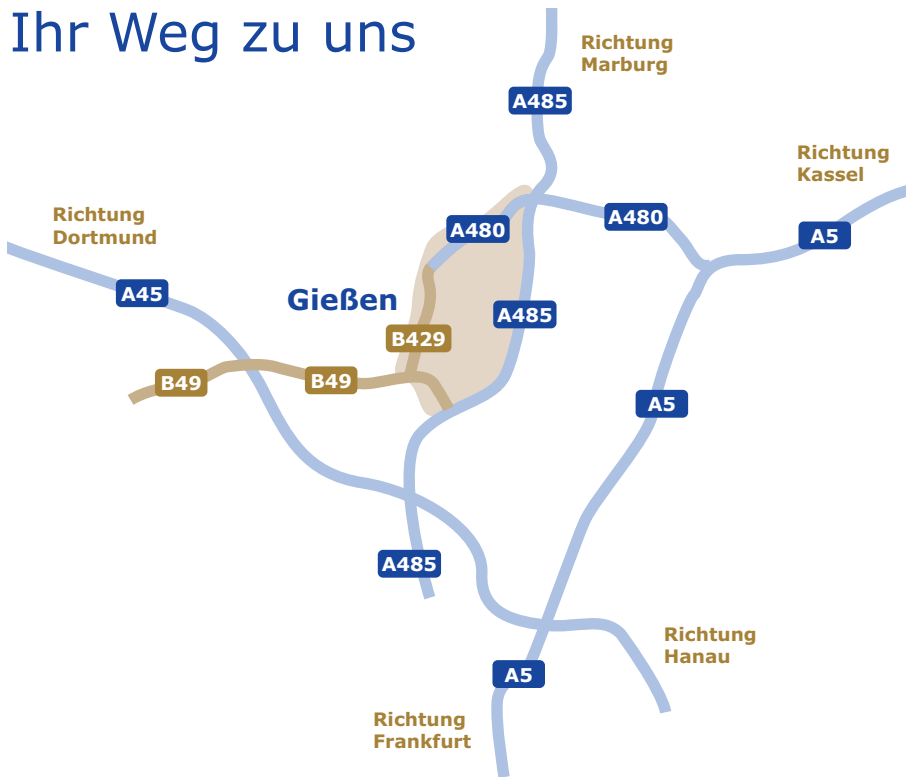 Ihr Weg zu uns
Richtung
Marburg
A485
Richtung
Kassel
Richtung
Dortmund
A480
A480
A5
A45
Gießen
A485
B429
B49
B49
A5
A485
Richtung
Hanau
A5
Richtung
Frankfurt